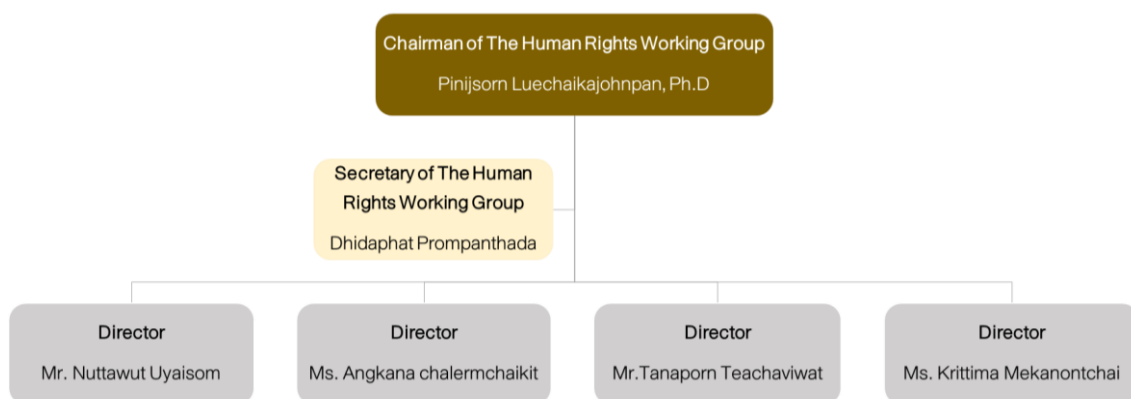 Chairman of The Human Rights Working Group
Pinijsorn Luechaikajohnpan, Ph.D
Secretary of The Human
Rights Working Group
Dhidaphat Prompanthada
Director
Mr. Nuttawut Uyaisom
Director
Ms. Angkana chalermchaikit
Director
Mr.Tanaporn Teachaviwat
Director
Ms. Krittima Mekanontchai